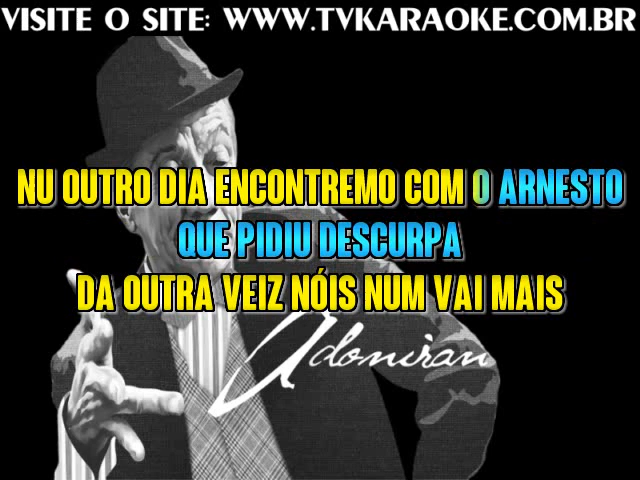 VISITE O SITE: WWW.TVKARAOKE.COM.BR
NU OUTRO DIA ENCONTREMO COM O ARNESTO
QUE PIDIU DESCURPA
DA OUTRA VEIZ NÓIS NUM VAI MAIS
Adoniran